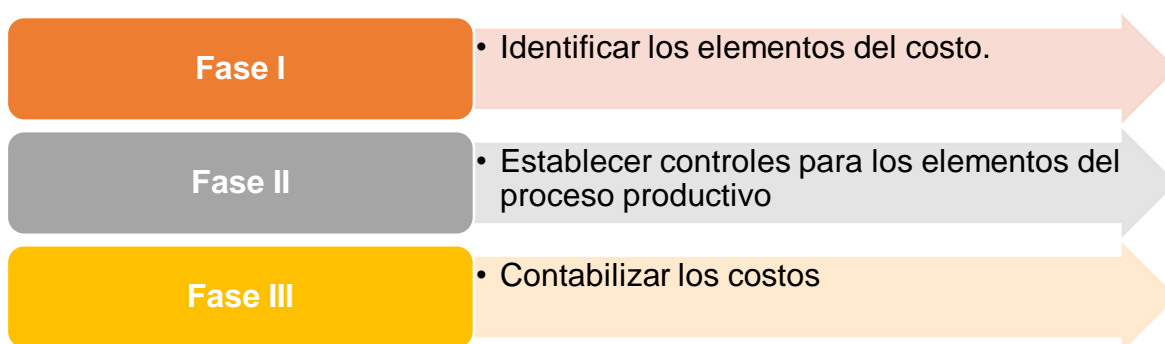 Fase I
• Identificar los elementos del costo.
Fase II
• Establecer controles para los elementos del
proceso productivo
Fase III
• Contabilizar los costos